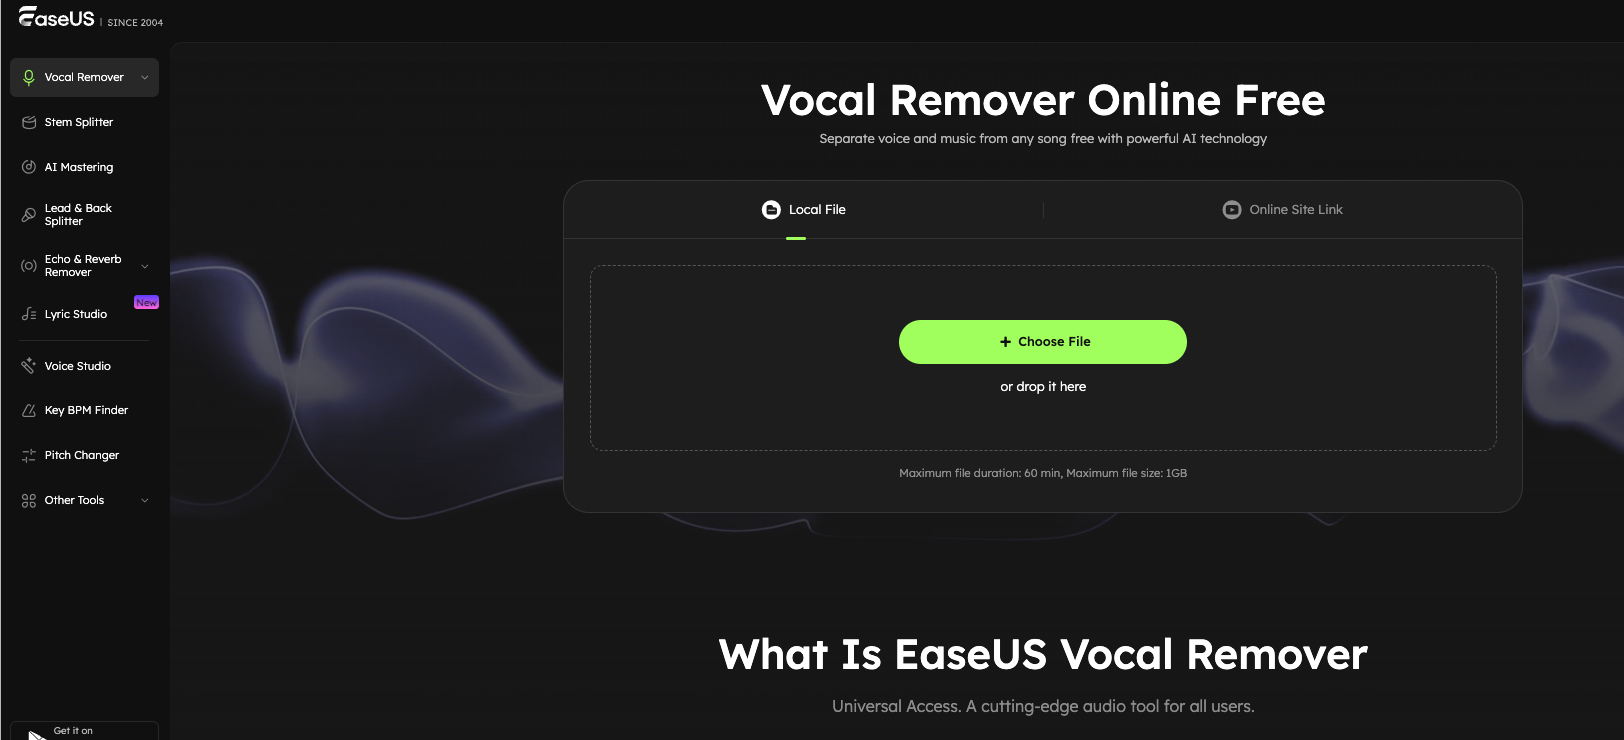 EaseUS | SINCE 2004
Vocal Remover
Stem Splitter
AI Mastering
Lead & Back
Splitter
Echo & Reverb
Remover
New
Lyric Studio
Voice Studio
Key BPM Finder
Pitch Changer
Other Tools
Get it on
Vocal Remover Online Free
Separate voice and music from any song free with powerful AI technology
Local File
Online Site Link
+ Choose File
or drop it here
Maximum file duration: 60 min, Maximum file size: 1GB
What Is EaseUS Vocal Remover
Universal Access. A cutting-edge audio tool for all users.